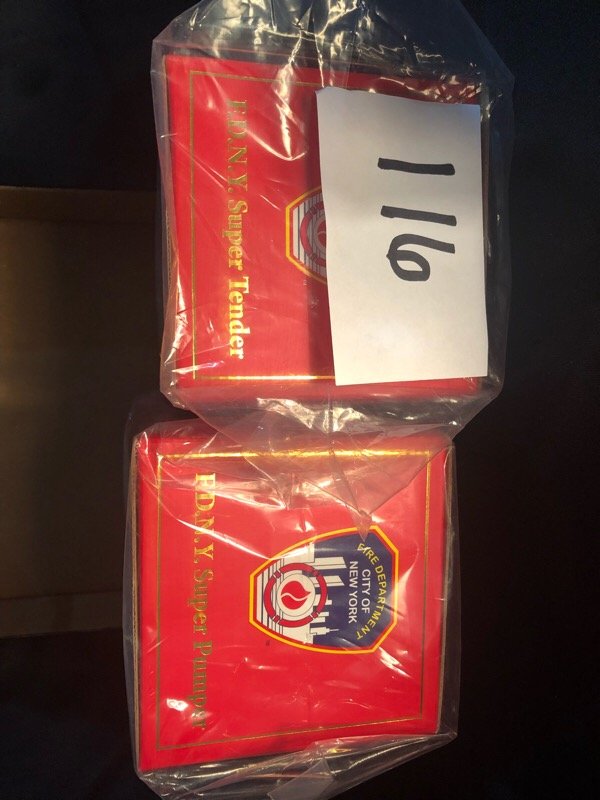 116
F.D.N.Y. Super Tender
FIRE DEPARTMENT
CITY OF
NEW YORK
F.D.N.Y. Super Pumper